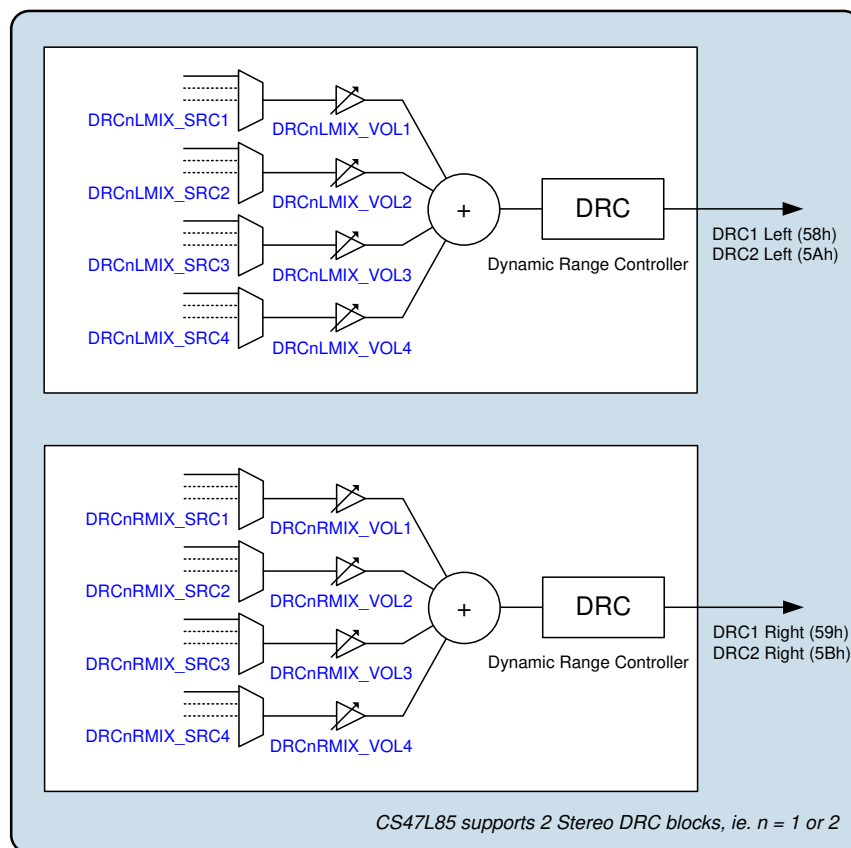 DRCnLMIX_SRC1
DRCnLMIX_VOL1
DRCnLMIX_SRC2
DRCnLMIX_VOL2
DRCnLMIX_SRC3
DRCnLMIX_VOL3
DRCnLMIX_SRC4
DRCnLMIX_VOL4
+
DRC
Dynamic Range Controller
DRC1 Left (58h)
DRC2 Left (5Ah)
DRCnRMIX_SRC1
DRCnRMIX_VOL1
DRCnRMIX_SRC2
DRCnRMIX_VOL2
DRCnRMIX_SRC3
DRCnRMIX_VOL3
DRCnRMIX_SRC4
DRCnRMIX_VOL4
+
DRC
Dynamic Range Controller
DRC1 Right (59h)
DRC2 Right (5Bh)
CS47L85 supports 2 Stereo DRC blocks, ie. n = 1 or 2